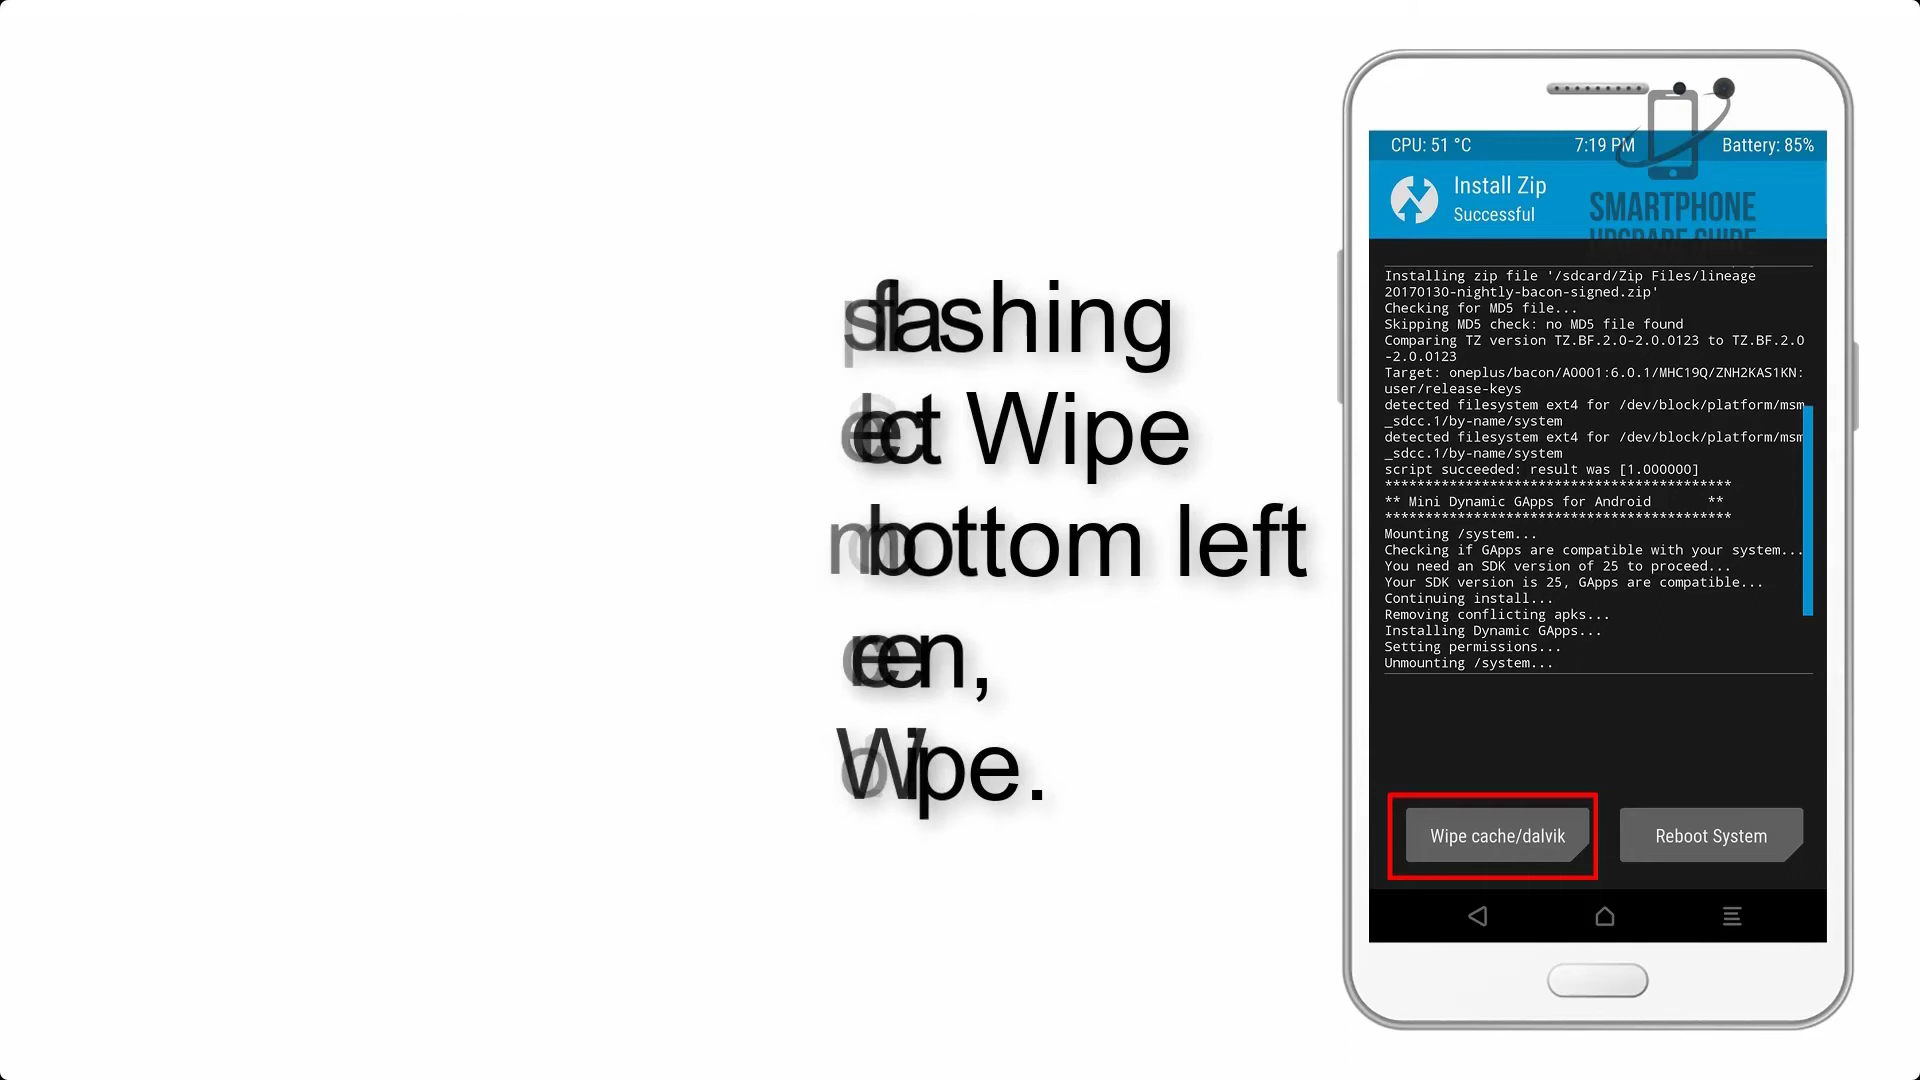 flashing
Wipe
bottom left
Wipe.
CPU: 51 °C 7:19 PM Battery: 85%
Install Zip
Successful
SMARTPHONE
UPGRADE GUIDE
Installing zip file '/sdcard/Zip Files/lineage
20170130-nightly-bacon-signed.zip'
Checking for MD5 file...
Skipping MD5 check: no MD5 file found
Comparing TZ version TZ.BF.2.0-2.0.0123 to TZ.BF.2.0
-2.0.0123
Target: oneplus/bacon/A0001:6.0.1/MHC19Q/ZNH2KAS1KN:
user/release-keys
detected filesystem ext4 for /dev/block/platform/msm
_sdcc.1/by-name/system
detected filesystem ext4 for /dev/block/platform/msm
_sdcc.1/by-name/system
script succeeded: result was [1.000000]
*******************************************
** Mini Dynamic GApps for Android **
*******************************************
Mounting /system...
Checking if GApps are compatible with your system...
You need an SDK version of 25 to proceed...
Your SDK version is 25, GApps are compatible...
Continuing install...
Removing conflicting apks...
Installing Dynamic GApps...
Setting permissions...
Unmounting /system...
Wipe cache/dalvik
Reboot System